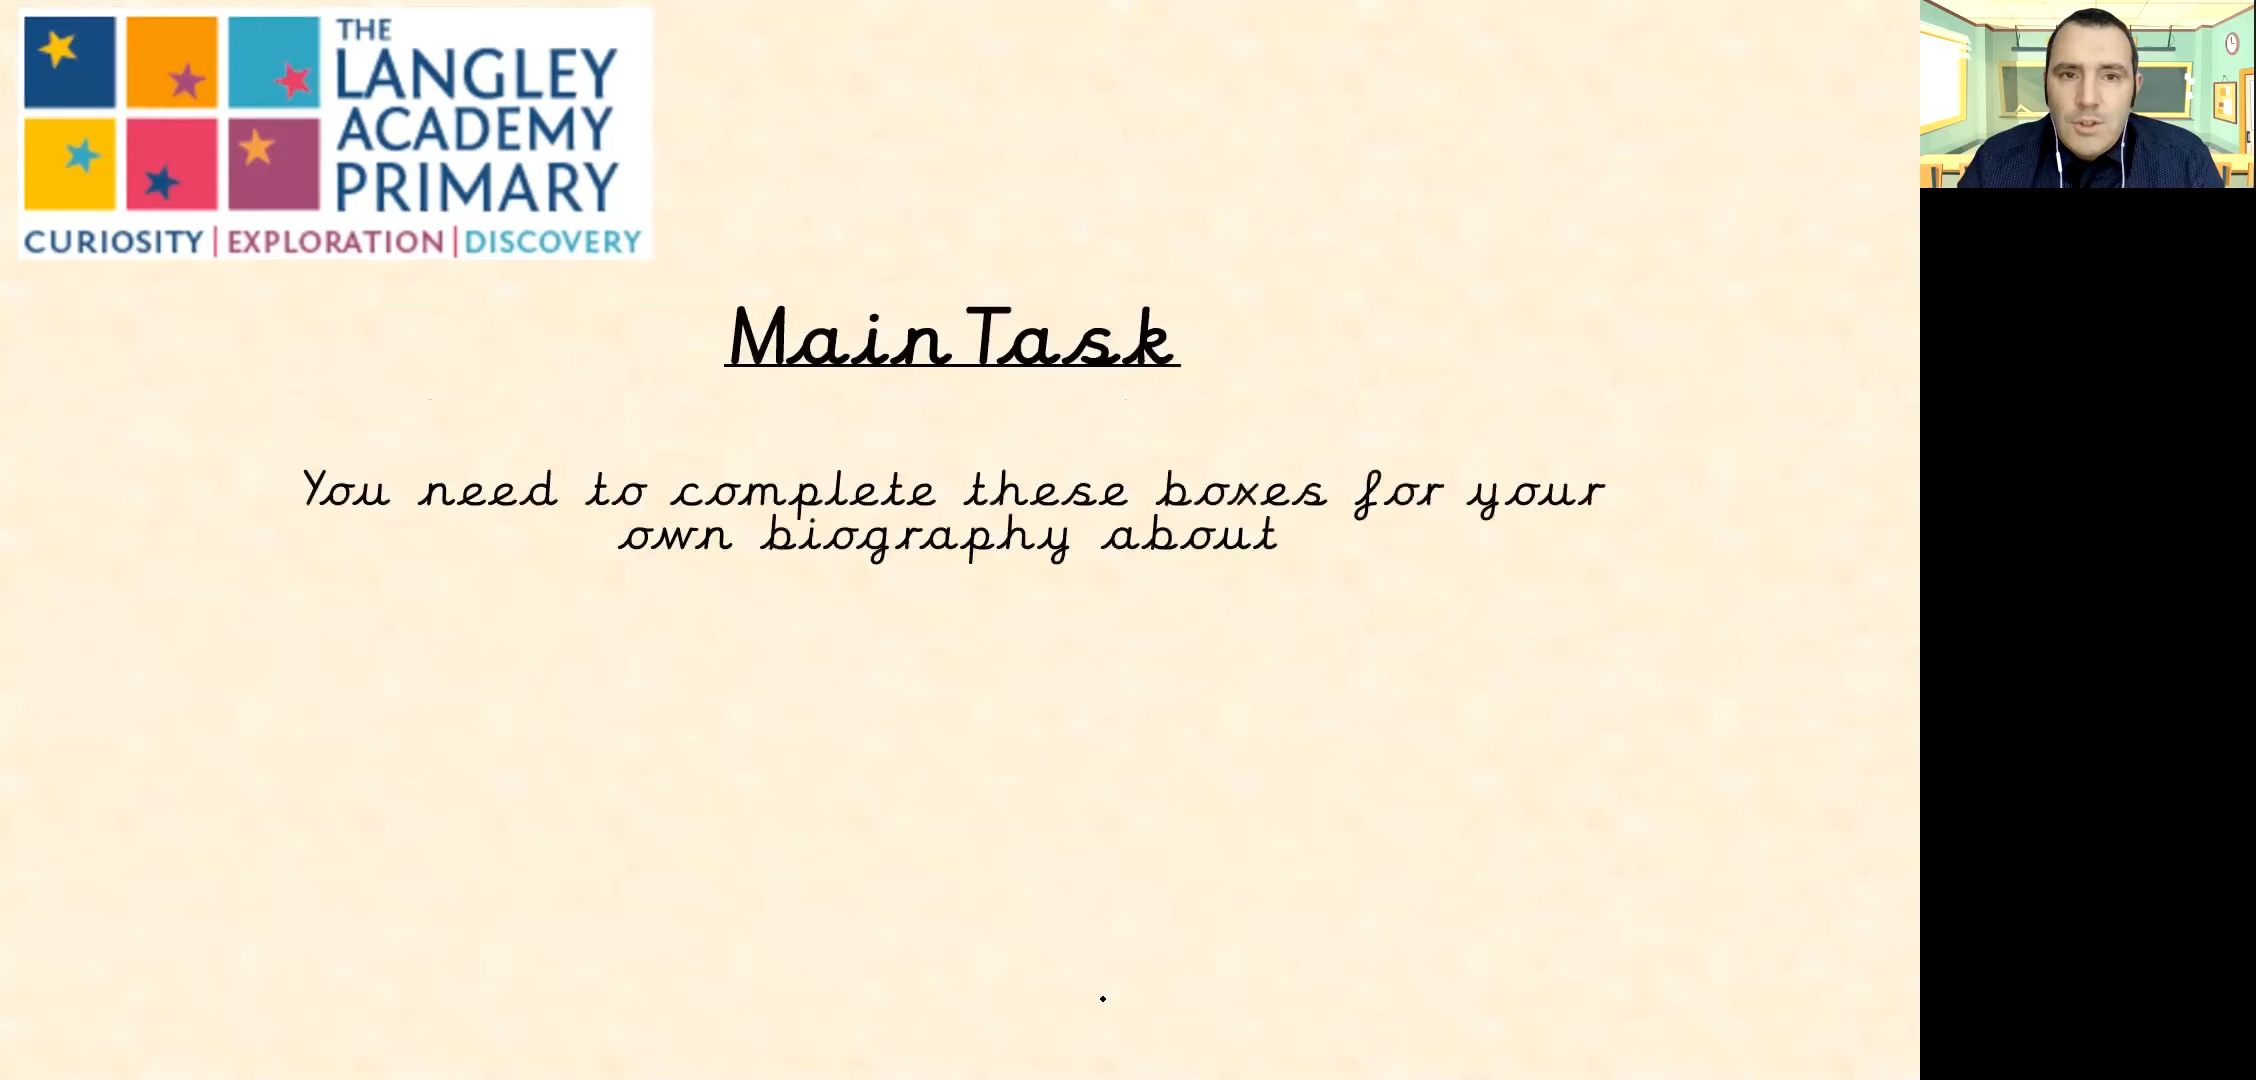 THE
LANGLEY
ACADEMY
PRIMARY
CURIOSITY | EXPLORATION | DISCOVERY
Main Task
You need to complete these boxes for your
own biography about